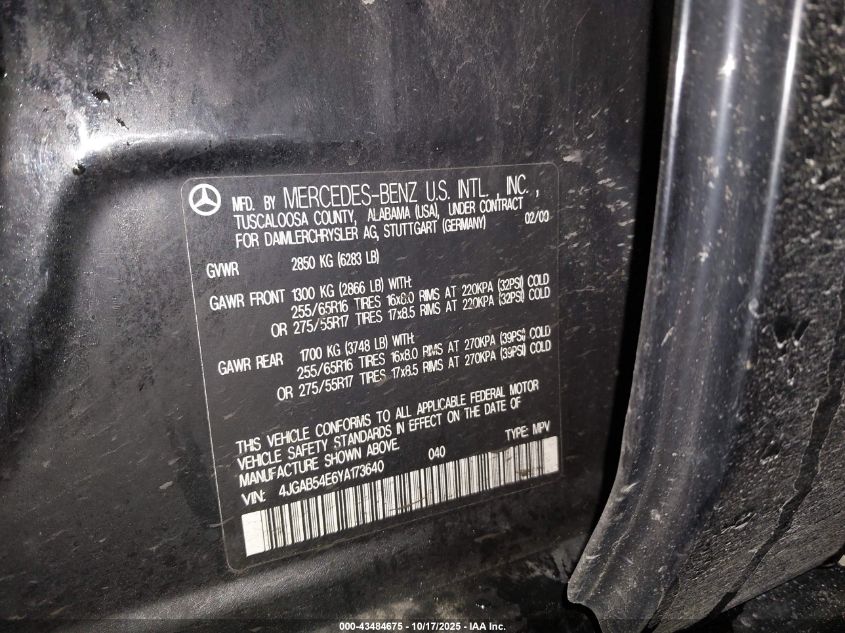 MFD. BY MERCEDES-BENZ U.S. INTL. , INC. ,
TUSCALOOSA COUNTY, ALABAMA (USA), UNDER CONTRACT
FOR DAIMLERCHRYSLER AG, STUTTGART (GERMANY) 02/00
GVWR 2850 KG (6283 LB)
GAWR FRONT 1300 KG (2866 LB) WITH:
255/65R16 TIRES 16x8.0 RIMS AT 220KPA (32PSI) COLD
OR 275/55R17 TIRES 17x8.5 RIMS AT 220KPA (32PSI) COLD
GAWR REAR 1700 KG (3748 LB) WITH:
255/65R16 TIRES 16x8.0 RIMS AT 270KPA (39PSI) COLD
OR 275/55R17 TIRES 17x8.5 RIMS AT 270KPA (39PSI) COLD
THIS VEHICLE CONFORMS TO ALL APPLICABLE FEDERAL MOTOR
VEHICLE SAFETY STANDARDS IN EFFECT ON THE DATE OF
MANUFACTURE SHOWN ABOVE.
VIN: 4JGAB54E6YA173640 040 TYPE: MPV
000-43484675 - 10/17/2025 - IAA Inc.